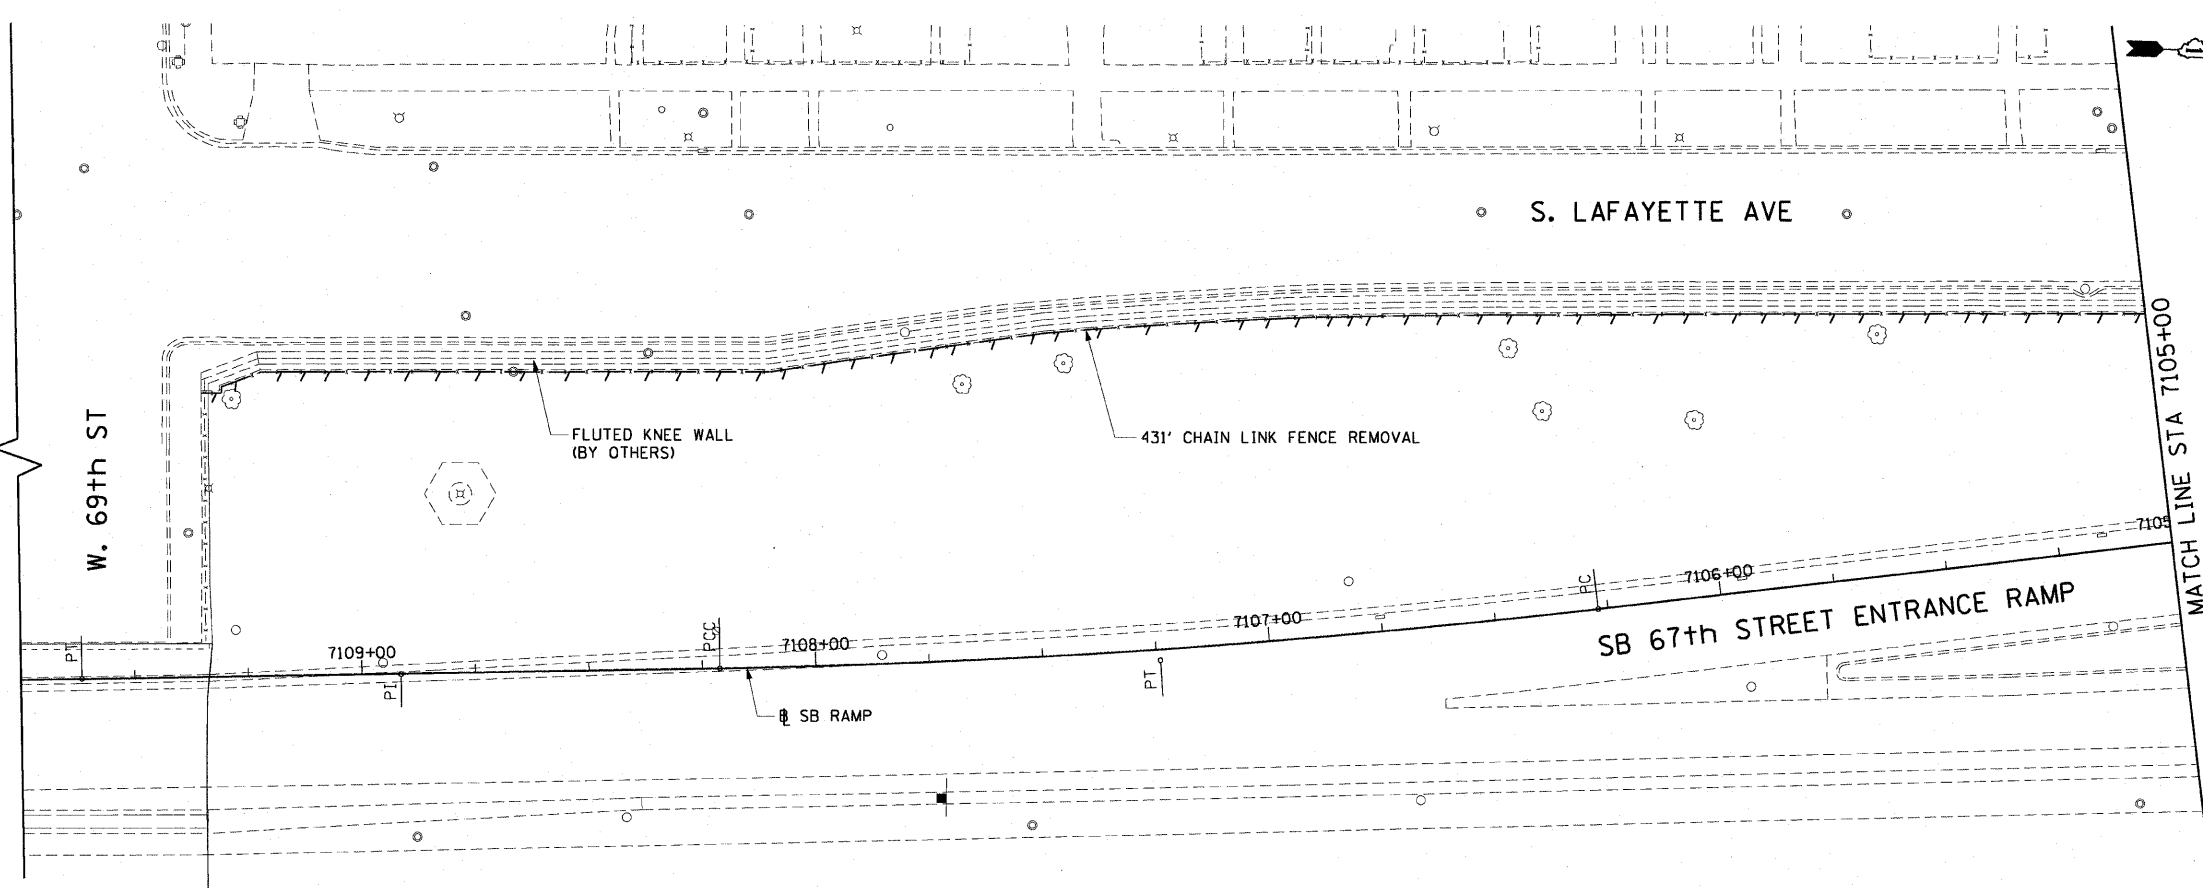 S. LAFAYETTE AVE
W. 69th ST
FLUTED KNEE WALL
(BY OTHERS)
431' CHAIN LINK FENCE REMOVAL
MATCH LINE STA 7105+00
7105
PC
7106+00
SB 67th STREET ENTRANCE RAMP
7107+00
PT
PCC
7108+00
7109+00
PI
PT
SB RAMP